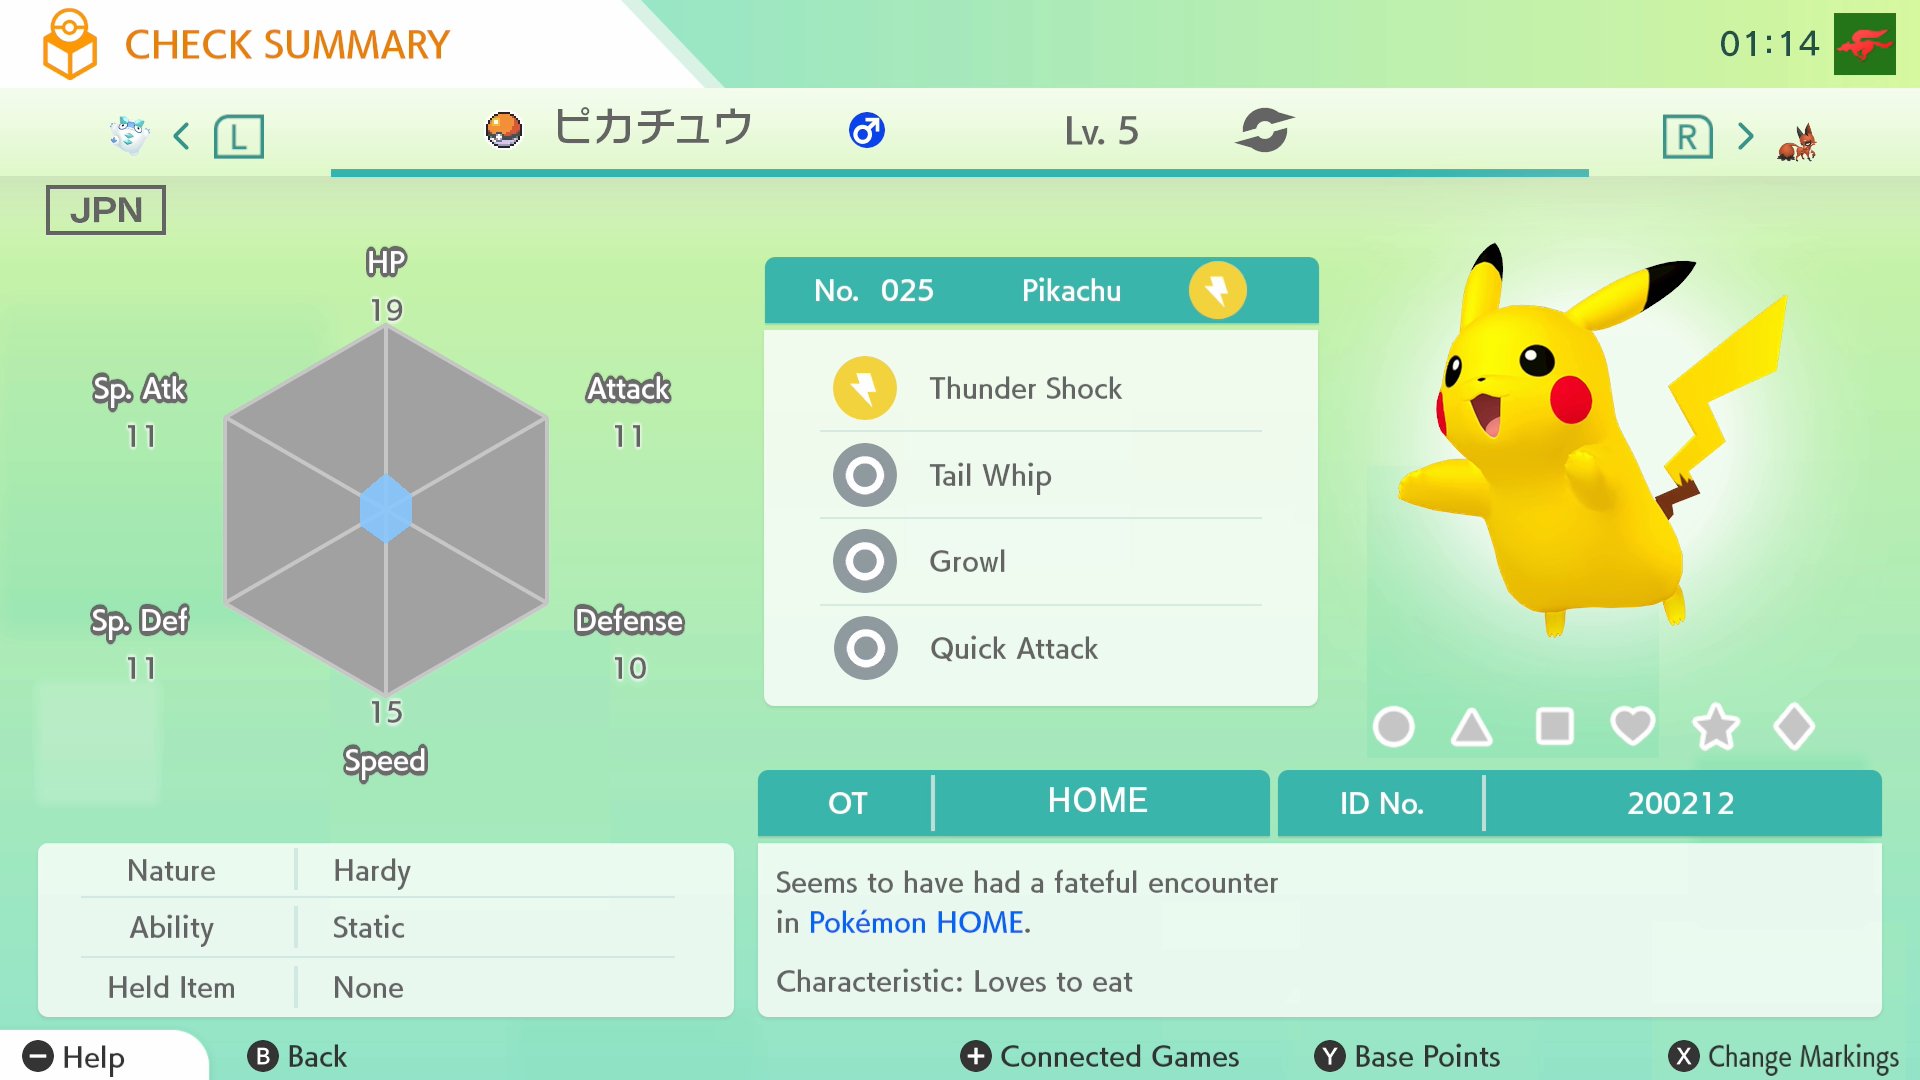 CHECK SUMMARY
01:14
L
ピカチュウ
Lv. 5
R
JPN
HP
19
Sp. Atk
11
Attack
11
Sp. Def
11
Defense
10
15
Speed
No. 025 Pikachu
Thunder Shock
Tail Whip
Growl
Quick Attack
OT HOME
ID No. 200212
Nature Hardy
Ability Static
Held Item None
Seems to have had a fateful encounter
in Pokémon HOME.
Characteristic: Loves to eat
Help
B Back
Connected Games
Y Base Points
X Change Markings